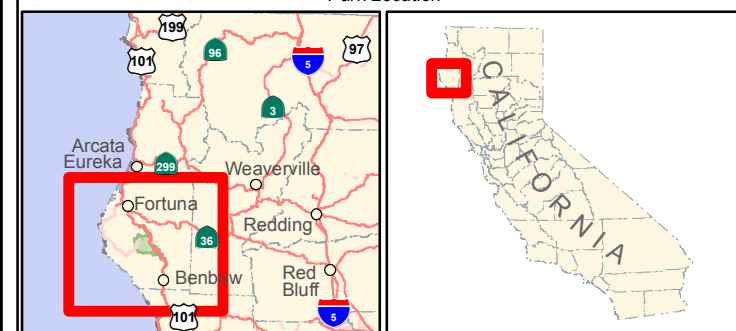 Park Location
199
96
97
101
5
3
Arcata
Eureka
299
Weaverville
Fortuna
Redding
36
Benbow
Red
Bluff
101
5
CALIFORNIA